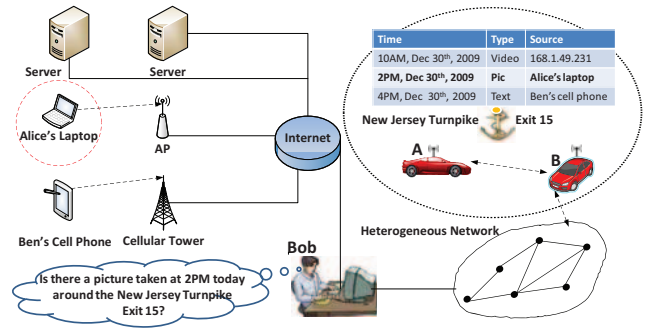 Server
Server
Alice's Laptop
AP
Internet
Ben's Cell Phone
Cellular Tower
Bob
Is there a picture taken at 2PM today
around the New Jersey Turnpike
Exit 15?
Time Type Source
10AM, Dec 30th, 2009 Video 168.1.49.231
2PM, Dec 30th, 2009 Pic Alice's laptop
4PM, Dec 30th, 2009 Text Ben's cell phone
New Jersey Turnpike Exit 15
A
B
Heterogeneous Network